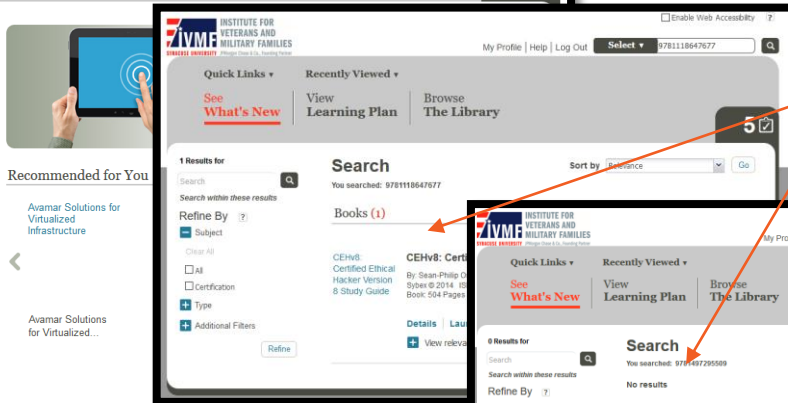 Recommended for You
Avamar Solutions for
Virtualized
Infrastructure
Avamar Solutions
for Virtualized...
INSTITUTE FOR
VETERANS AND
MILITARY FAMILIES
IVMF
SYRACUSE UNIVERSITY
Enable Web Accessibility ?
My Profile | Help | Log Out Select 9781118647677
Quick Links Recently Viewed
See
What's New
View
Learning Plan
Browse
The Library
5
1 Results for
Search
Search within these results
Refine By ?
Subject
Clear All
All
Certification
Type
Additional Filters
Refine
Search
Sort by Relevance Go
You searched: 9781118647677
Books (1)
CEHv8:
Certified Ethical
Hacker Version
8 Study Guide
CEHv8: Certi
By: Sean-Philip O
Sybex © 2014 IS
Book: 504 Pages
Details Lau
View releva
INSTITUTE FOR
VETERANS AND
MILITARY FAMILIES
IVMF
SYRACUSE UNIVERSITY
My Pro
Quick Links Recently Viewed
See
What's New
View
Learning Plan
Browse
The Library
0 Results for
Search
Search within these results
Refine By ?
Search
You searched: 9781497295509
No results